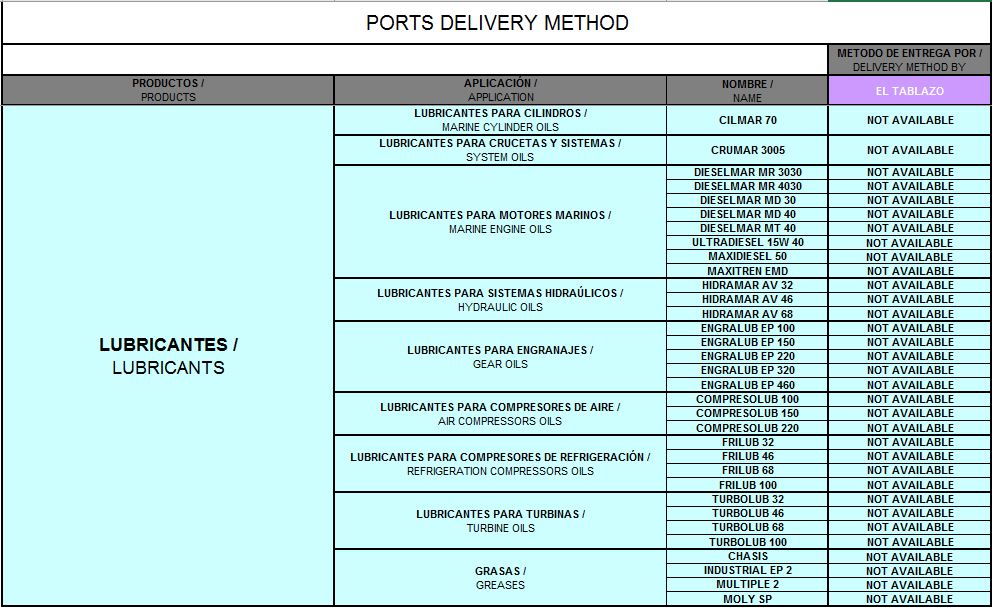 PORTS DELIVERY METHOD
METODO DE ENTREGA POR /
DELIVERY METHOD BY
PRODUCTOS /
PRODUCTS
APLICACIÓN /
APPLICATION
NOMBRE /
NAME
EL TABLAZO
LUBRICANTES /
LUBRICANTS
LUBRICANTES PARA CILINDROS /
MARINE CYLINDER OILS
CILMAR 70 NOT AVAILABLE
LUBRICANTES PARA CRUCETAS Y SISTEMAS /
SYSTEM OILS
CRUMAR 3005 NOT AVAILABLE
LUBRICANTES PARA MOTORES MARINOS /
MARINE ENGINE OILS
DIESELMAR MR 3030 NOT AVAILABLE
DIESELMAR MR 4030 NOT AVAILABLE
DIESELMAR MD 30 NOT AVAILABLE
DIESELMAR MD 40 NOT AVAILABLE
DIESELMAR MT 40 NOT AVAILABLE
ULTRADIESEL 15W 40 NOT AVAILABLE
MAXIDIESEL 50 NOT AVAILABLE
MAXITREN EMD NOT AVAILABLE
LUBRICANTES PARA SISTEMAS HIDRAÚLICOS /
HYDRAULIC OILS
HIDRAMAR AV 32 NOT AVAILABLE
HIDRAMAR AV 46 NOT AVAILABLE
HIDRAMAR AV 68 NOT AVAILABLE
LUBRICANTES PARA ENGRANAJES /
GEAR OILS
ENGRALUB EP 100 NOT AVAILABLE
ENGRALUB EP 150 NOT AVAILABLE
ENGRALUB EP 220 NOT AVAILABLE
ENGRALUB EP 320 NOT AVAILABLE
ENGRALUB EP 460 NOT AVAILABLE
LUBRICANTES PARA COMPRESORES DE AIRE /
AIR COMPRESSORS OILS
COMPRESOLUB 100 NOT AVAILABLE
COMPRESOLUB 150 NOT AVAILABLE
COMPRESOLUB 220 NOT AVAILABLE
LUBRICANTES PARA COMPRESORES DE REFRIGERACIÓN /
REFRIGERATION COMPRESSORS OILS
FRILUB 32 NOT AVAILABLE
FRILUB 46 NOT AVAILABLE
FRILUB 68 NOT AVAILABLE
FRILUB 100 NOT AVAILABLE
LUBRICANTES PARA TURBINAS /
TURBINE OILS
TURBOLUB 32 NOT AVAILABLE
TURBOLUB 46 NOT AVAILABLE
TURBOLUB 68 NOT AVAILABLE
TURBOLUB 100 NOT AVAILABLE
GRASAS /
GREASES
CHASIS NOT AVAILABLE
INDUSTRIAL EP 2 NOT AVAILABLE
MULTIPLE 2 NOT AVAILABLE
MOLY SP NOT AVAILABLE